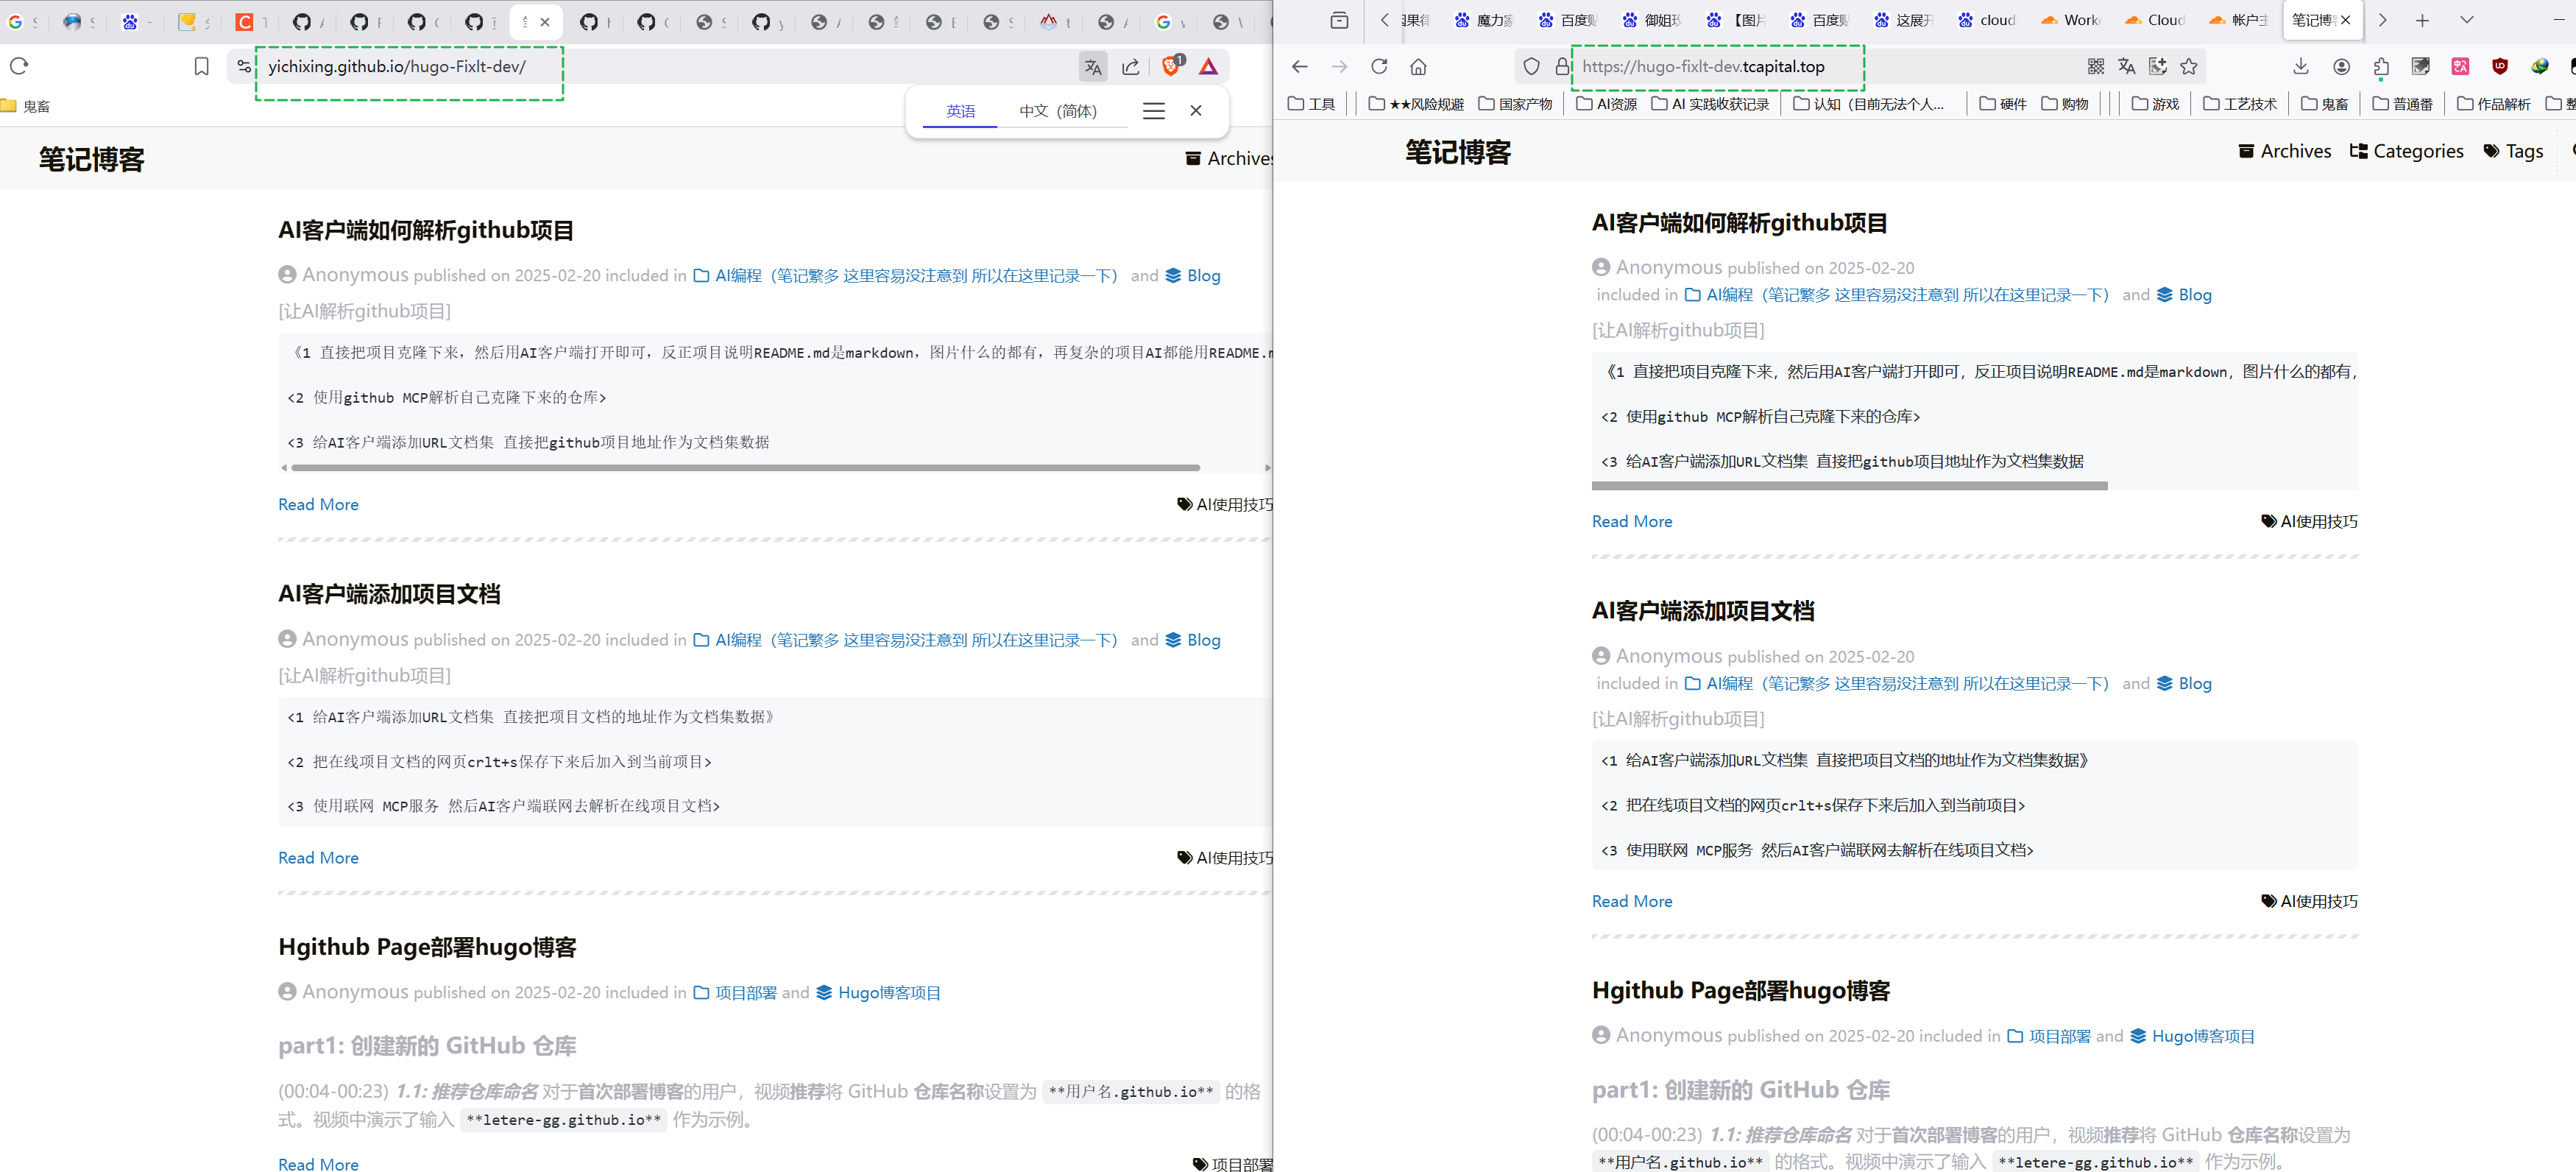 yichixing.github.io/hugo-FixIt-dev/
1
鬼畜
英语
中文（简体）
笔记博客
Archives
AI客户端如何解析github项目
Anonymous published on 2025-02-20 included in AI编程（笔记繁多 这里容易没注意到 所以在这里记录一下） and Blog
[让AI解析github项目]
《1 直接把项目克隆下来，然后用AI客户端打开即可，反正项目说明README.md是markdown，图片什么的都有，再复杂的项目AI都能用README.m
<2 使用github MCP解析自己克隆下来的仓库>
<3 给AI客户端添加URL文档集 直接把github项目地址作为文档集数据
Read More
AI使用技巧
AI客户端添加项目文档
Anonymous published on 2025-02-20 included in AI编程（笔记繁多 这里容易没注意到 所以在这里记录一下） and Blog
[让AI解析github项目]
<1 给AI客户端添加URL文档集 直接把项目文档的地址作为文档集数据》
<2 把在线项目文档的网页crlt+s保存下来后加入到当前项目>
<3 使用联网 MCP服务 然后AI客户端联网去解析在线项目文档>
Read More
AI使用技巧
Hgithub Page部署hugo博客
Anonymous published on 2025-02-20 included in 项目部署 and Hugo博客项目
part1: 创建新的 GitHub 仓库
(00:04-00:23) 1.1: 推荐仓库命名 对于首次部署博客的用户，视频推荐将 GitHub 仓库名称设置为 **用户名.github.io** 的格
式。视频中演示了输入 **letere-gg.github.io** 作为示例。
Read More
项目部署
魔力家
百度贴
御姐玫
【图片
百度贴
这展开
cloud
Work
Cloud
帐户主
笔记博客
https://hugo-fixlt-dev.tcapital.top
工具
★★风险规避
国家产物
AI资源
AI 实践收获记录
认知（目前无法个人...
硬件
购物
游戏
工艺技术
鬼畜
普通番
作品解析
笔记博客
Archives
Categories
Tags
AI客户端如何解析github项目
Anonymous published on 2025-02-20
included in AI编程（笔记繁多 这里容易没注意到 所以在这里记录一下） and Blog
[让AI解析github项目]
《1 直接把项目克隆下来，然后用AI客户端打开即可，反正项目说明README.md是markdown，图片什么的都有，
<2 使用github MCP解析自己克隆下来的仓库>
<3 给AI客户端添加URL文档集 直接把github项目地址作为文档集数据
Read More
AI使用技巧
AI客户端添加项目文档
Anonymous published on 2025-02-20
included in AI编程（笔记繁多 这里容易没注意到 所以在这里记录一下） and Blog
[让AI解析github项目]
<1 给AI客户端添加URL文档集 直接把项目文档的地址作为文档集数据》
<2 把在线项目文档的网页crlt+s保存下来后加入到当前项目>
<3 使用联网 MCP服务 然后AI客户端联网去解析在线项目文档>
Read More
AI使用技巧
Hgithub Page部署hugo博客
Anonymous published on 2025-02-20 included in 项目部署 and Hugo博客项目
part1: 创建新的 GitHub 仓库
(00:04-00:23) 1.1: 推荐仓库命名 对于首次部署博客的用户，视频推荐将 GitHub 仓库名称设置为
**用户名.github.io** 的格式。视频中演示了输入 **letere-gg.github.io** 作为示例。